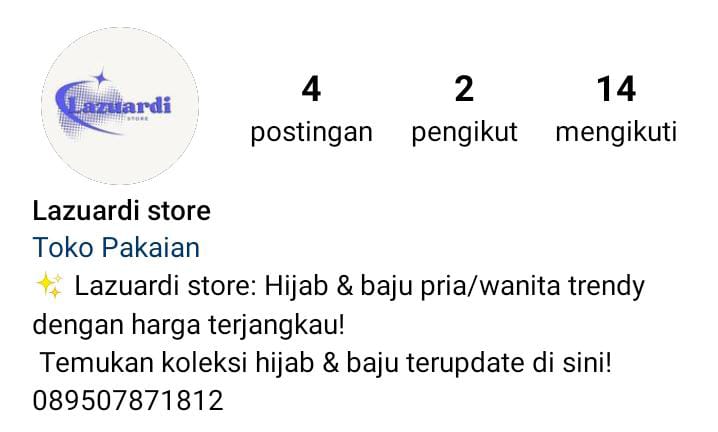 Lazuardi
STORE
4 2 14
postingan pengikut mengikuti
Lazuardi store
Toko Pakaian
✨ Lazuardi store: Hijab & baju pria/wanita trendy
dengan harga terjangkau!
Temukan koleksi hijab & baju terupdate di sini!
089507871812